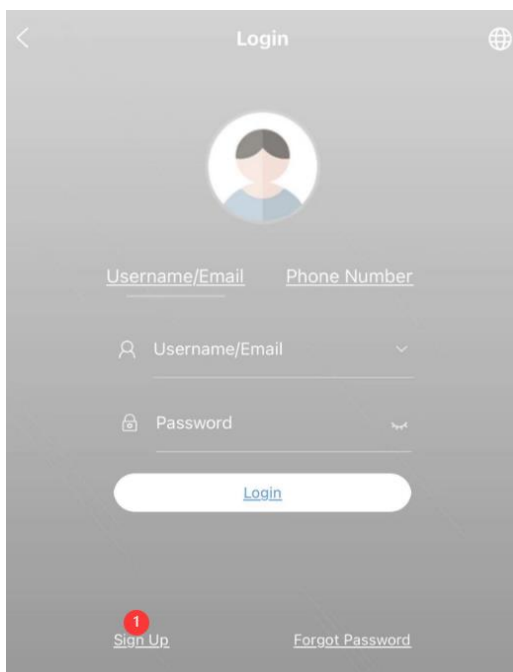 Login
Username/Email Phone Number
Username/Email
Password
Login
1
Sign Up Forgot Password